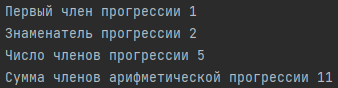 Первый член прогрессии 1
Знаменатель прогрессии 2
Число членов прогрессии 5
Сумма членов арифметической прогрессии 11